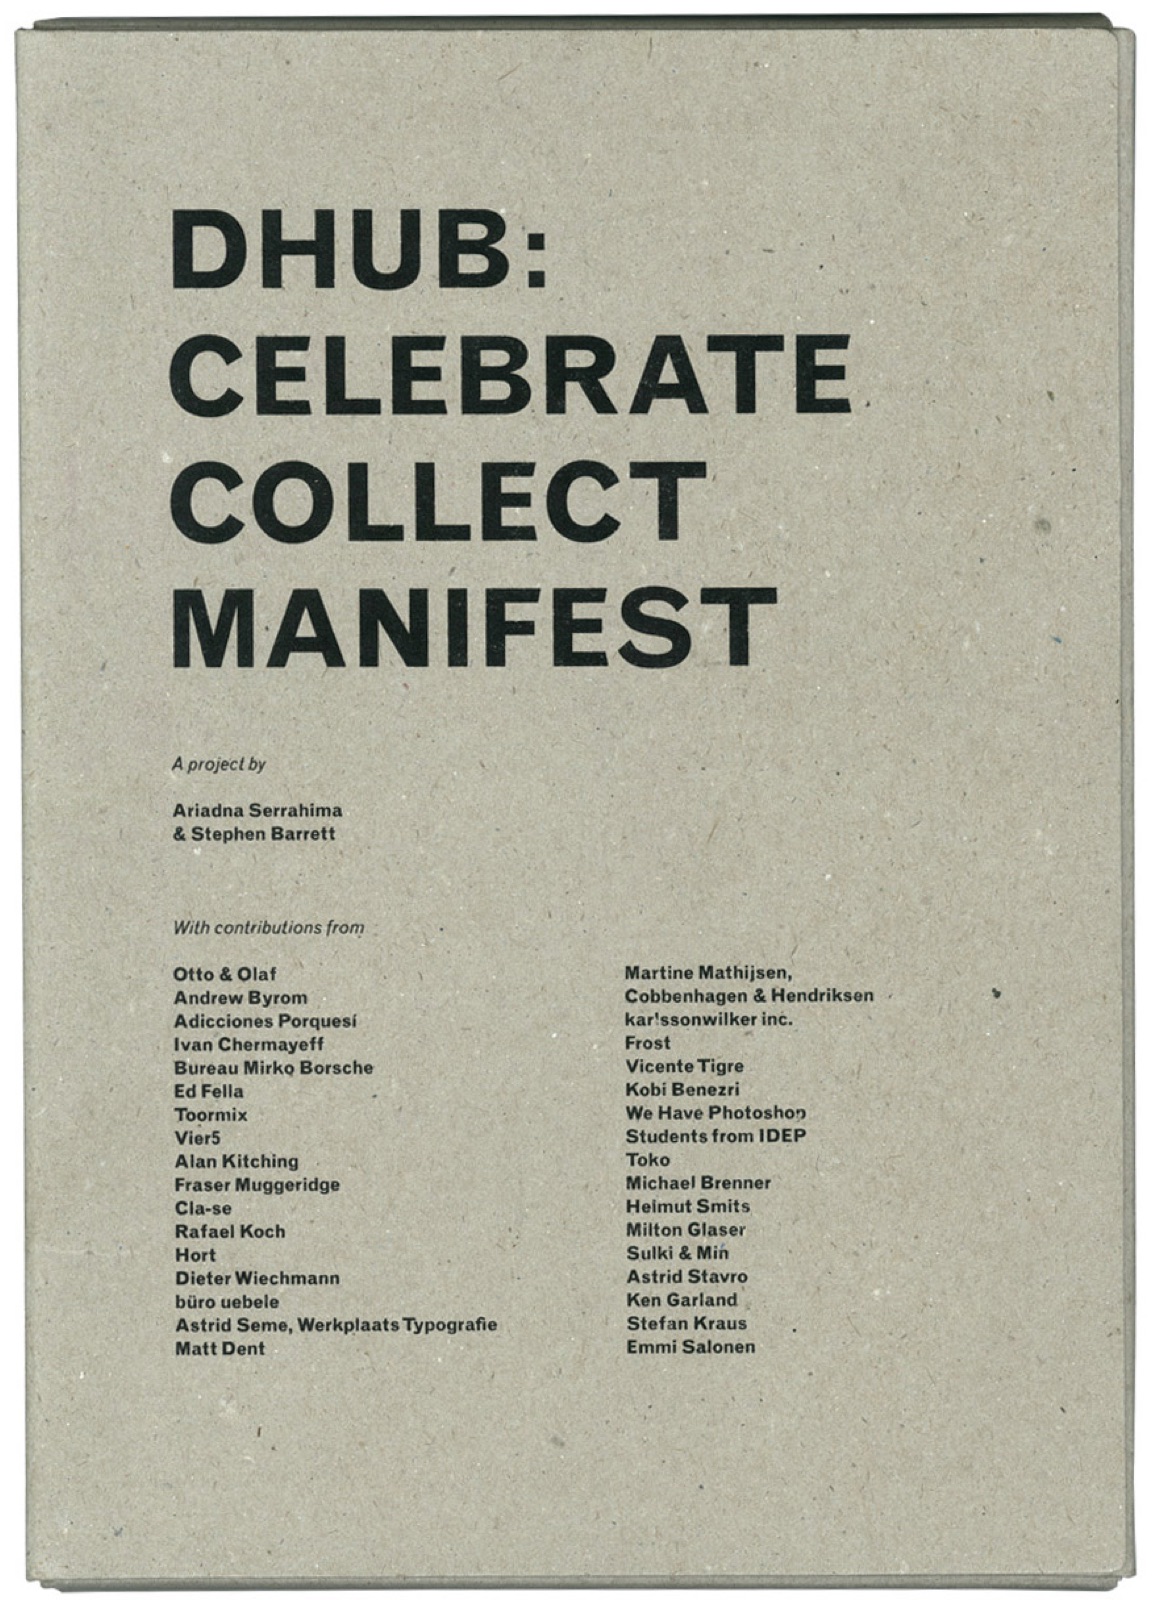 DHUB:
CELEBRATE
COLLECT
MANIFEST
A project by
Ariadna Serrahima
& Stephen Barrett
With contributions from
Otto & Olaf
Andrew Byrom
Adicciones Porquesí
Ivan Chermayeff
Bureau Mirko Borsche
Ed Fella
Toormix
Vier5
Alan Kitching
Fraser Muggeridge
Cla-se
Rafael Koch
Hort
Dieter Wiechmann
büro uebele
Astrid Seme, Werkplaats Typografie
Matt Dent
Martine Mathijsen,
Cobbenhagen & Hendriksen
karlssonwilker inc.
Frost
Vicente Tigre
Kobi Benezri
We Have Photoshop
Students from IDEP
Toko
Michael Brenner
Helmut Smits
Milton Glaser
Sulki & Min
Astrid Stavro
Ken Garland
Stefan Kraus
Emmi Salonen